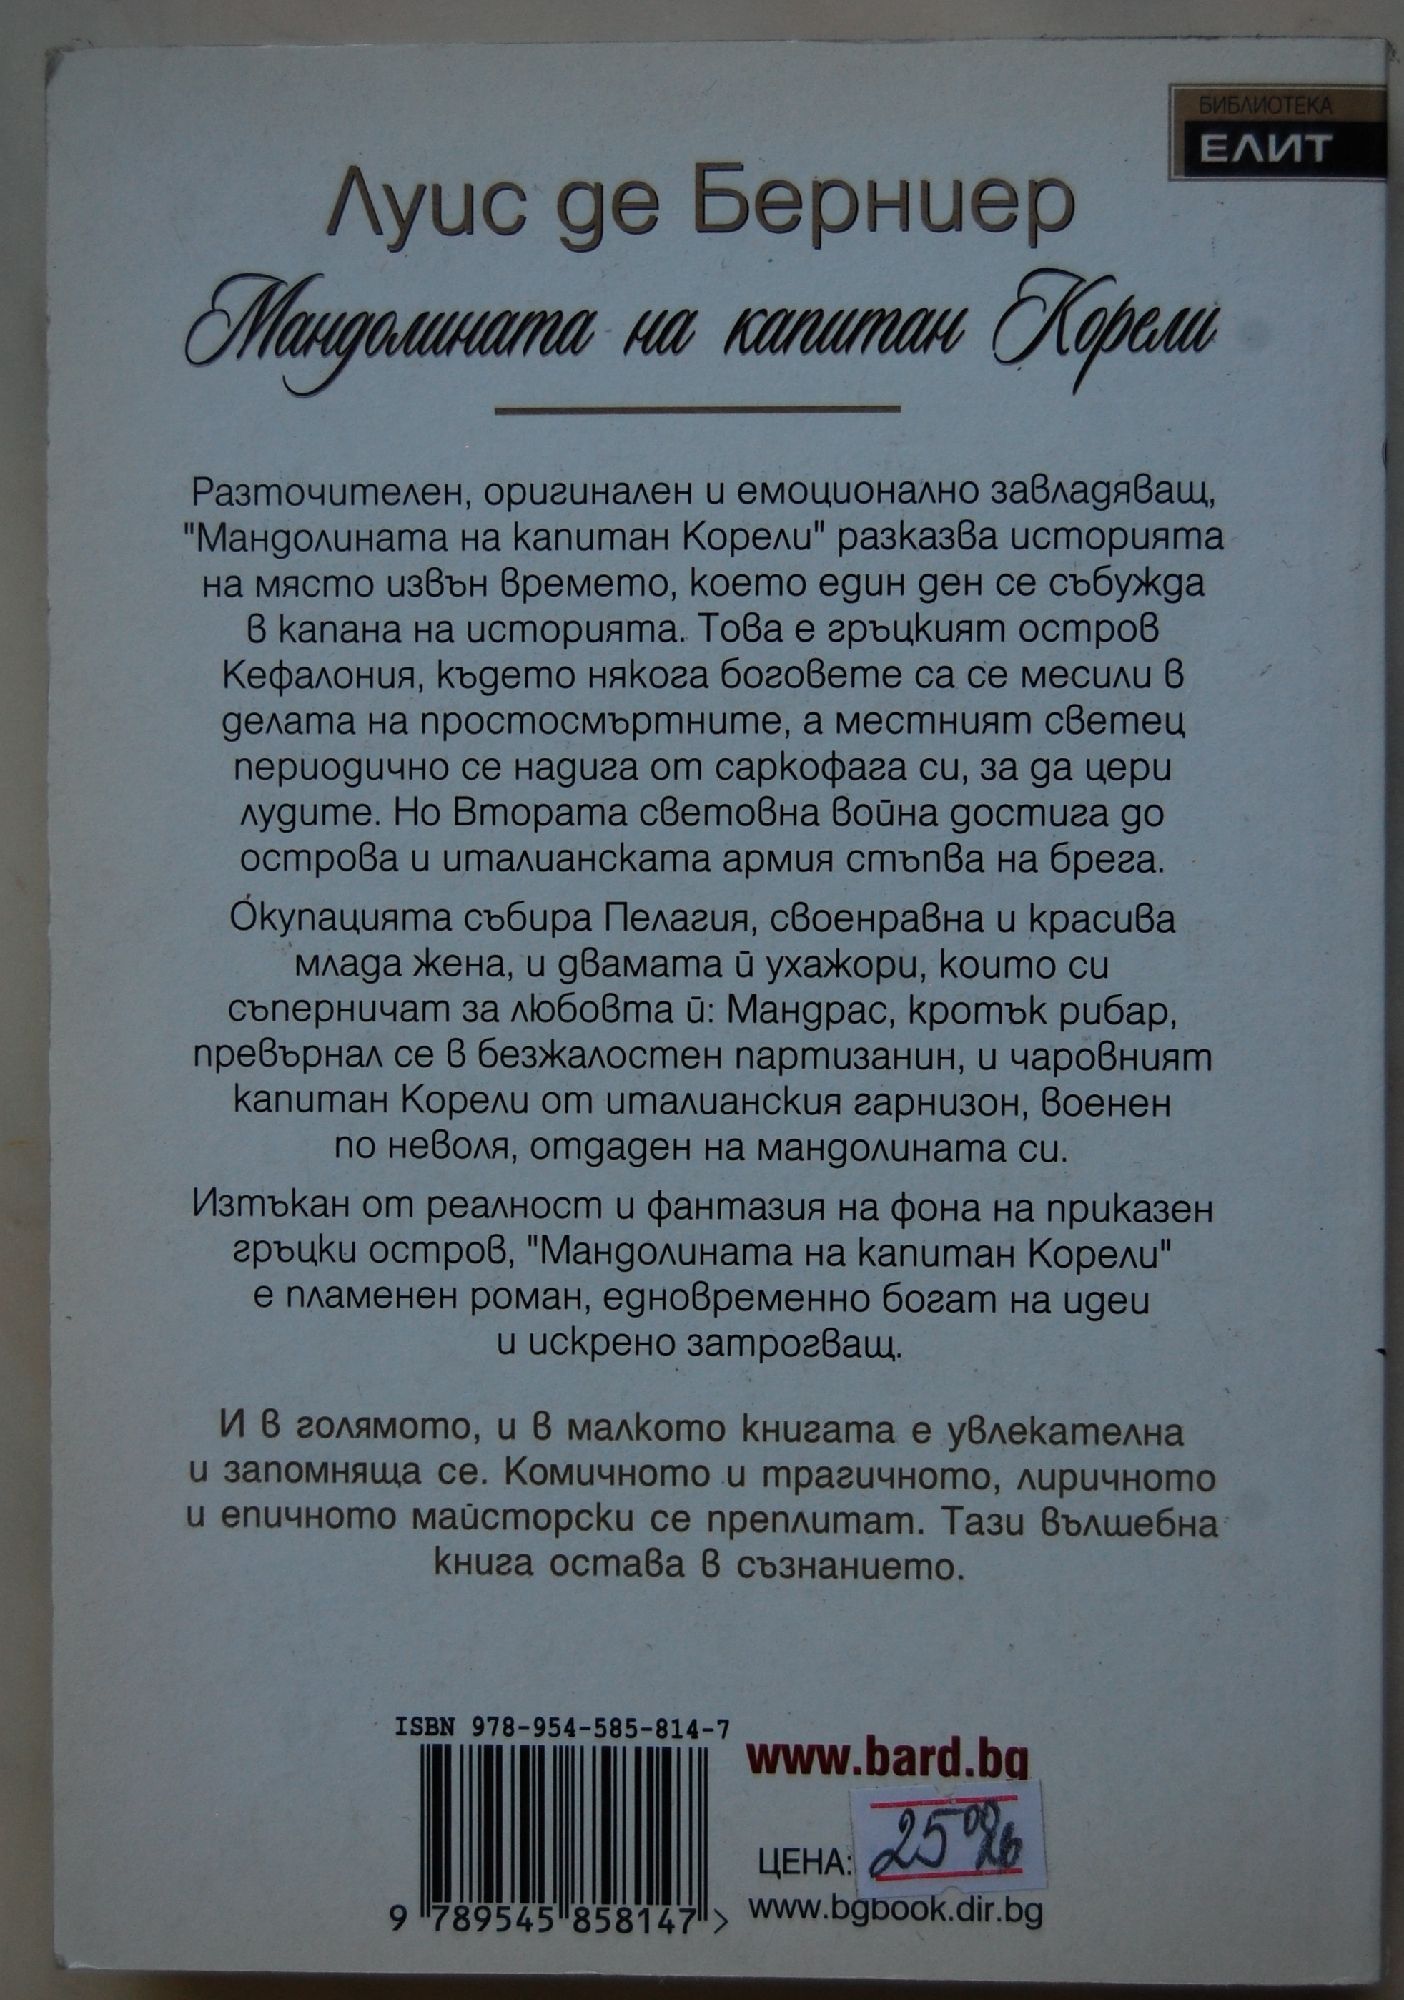 БИБЛИОТЕКА
ЕЛИТ
Луис де Берниер
Мандолината на капитан Корели
Разточителен, оригинален и емоционално завладяващ,
"Мандолината на капитан Корели" разказва историята
на място извън времето, което един ден се събужда
в капана на историята. Това е гръцкият остров
Кефалония, където някога боговете са се месили в
делата на простосмъртните, а местният светец
периодично се надига от саркофага си, за да цери
лудите. Но Втората световна война достига до
острова и италианската армия стъпва на брега.
Окупацията събира Пелагия, своенравна и красива
млада жена, и двамата й ухажори, които си
съперничат за любовта й: Мандрас, кротък рибар,
превърнал се в безжалостен партизанин, и чаровният
капитан Корели от италианския гарнизон, военен
по неволя, отдаден на мандолината си.
Изтъкан от реалност и фантазия на фона на приказен
гръцки остров, "Мандолината на капитан Корели"
е пламенен роман, едновременно богат на идеи
и искрено затрогващ.
И в голямото, и в малкото книгата е увлекателна
и запомняща се. Комичното и трагичното, лиричното
и епичното майсторски се преплитат. Тази вълшебна
книга остава в съзнанието.
ISBN 978-954-585-814-7
www.bard.bg
ЦЕНА: 25 00 лв
www.bgbook.dir.bg
9 789545 858147 >